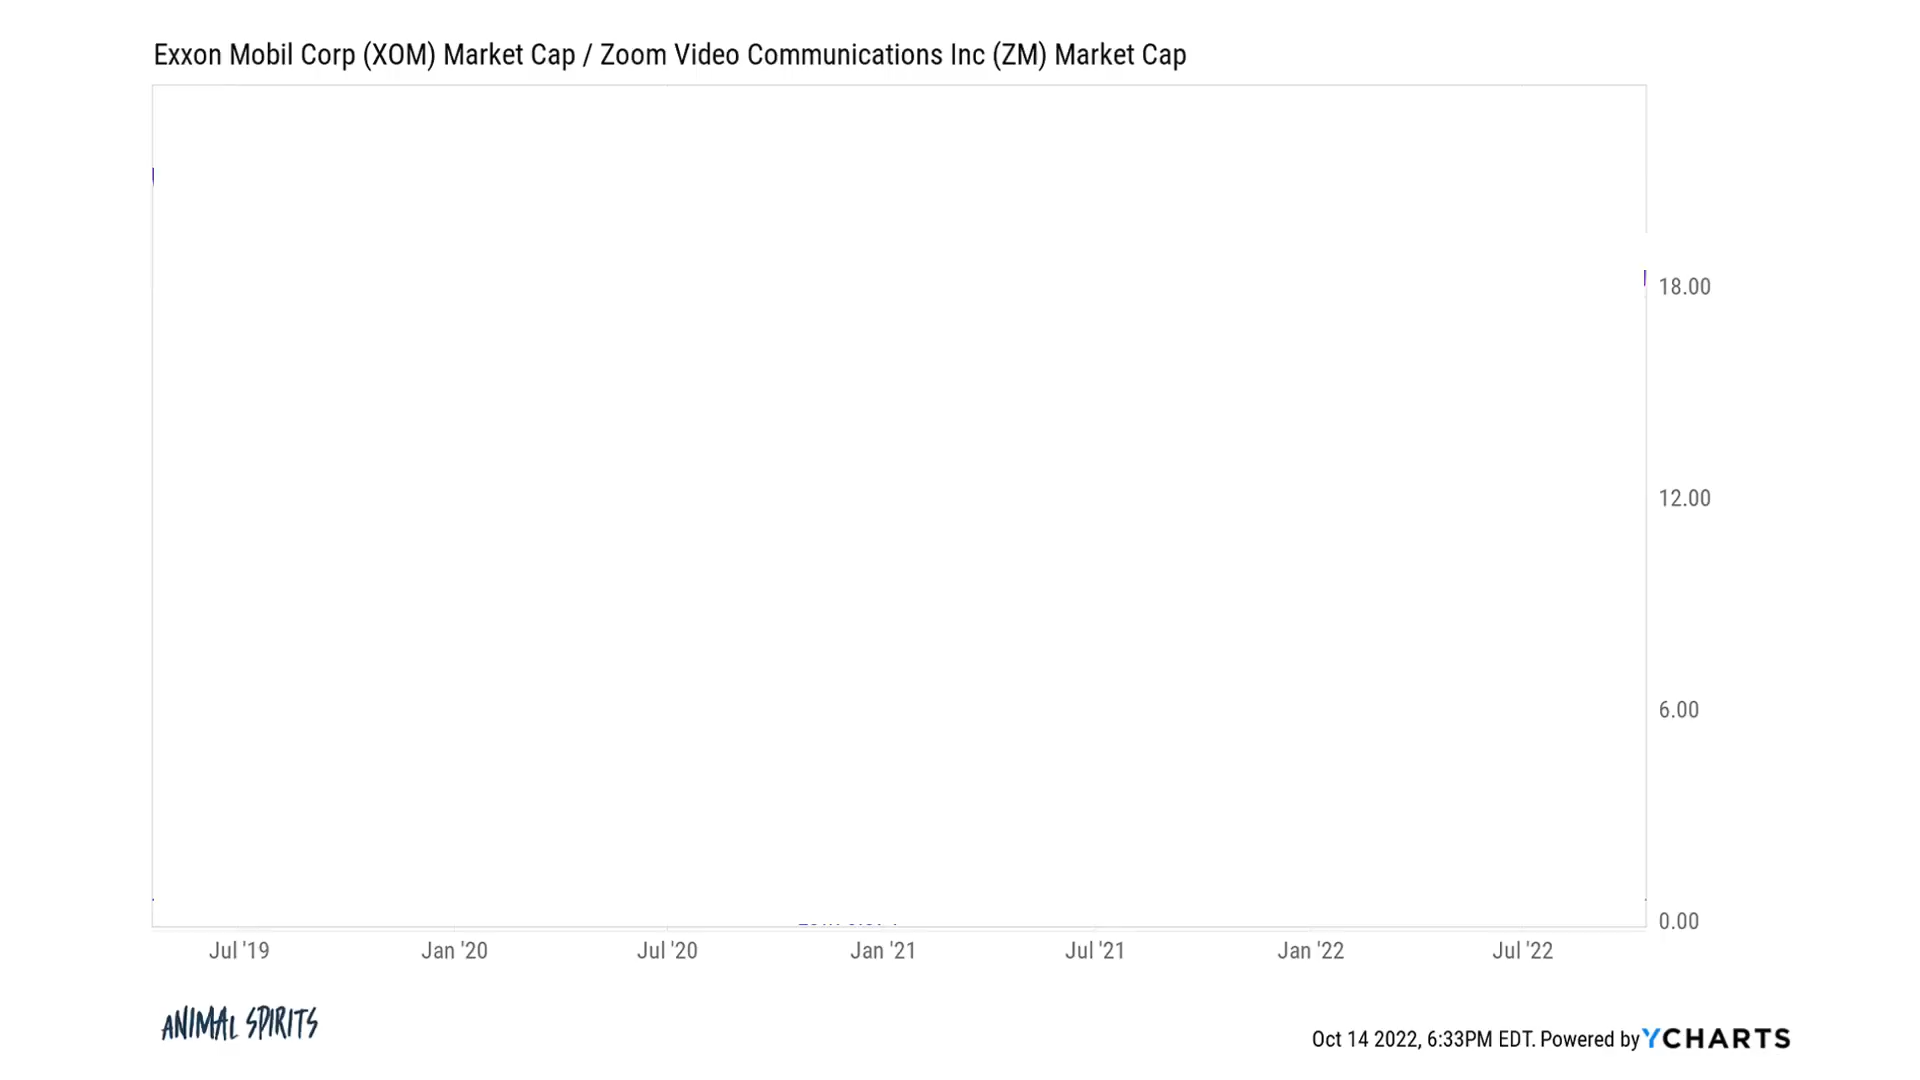 Exxon Mobil Corp (XOM) Market Cap / Zoom Video Communications Inc (ZM) Market Cap
18.00
12.00
6.00
0.00
Jul '19 Jan '20 Jul '20 Jan '21 Jul '21 Jan '22 Jul '22
ANIMAL SPIRITS
Oct 14 2022, 6:33PM EDT. Powered by YCHARTS